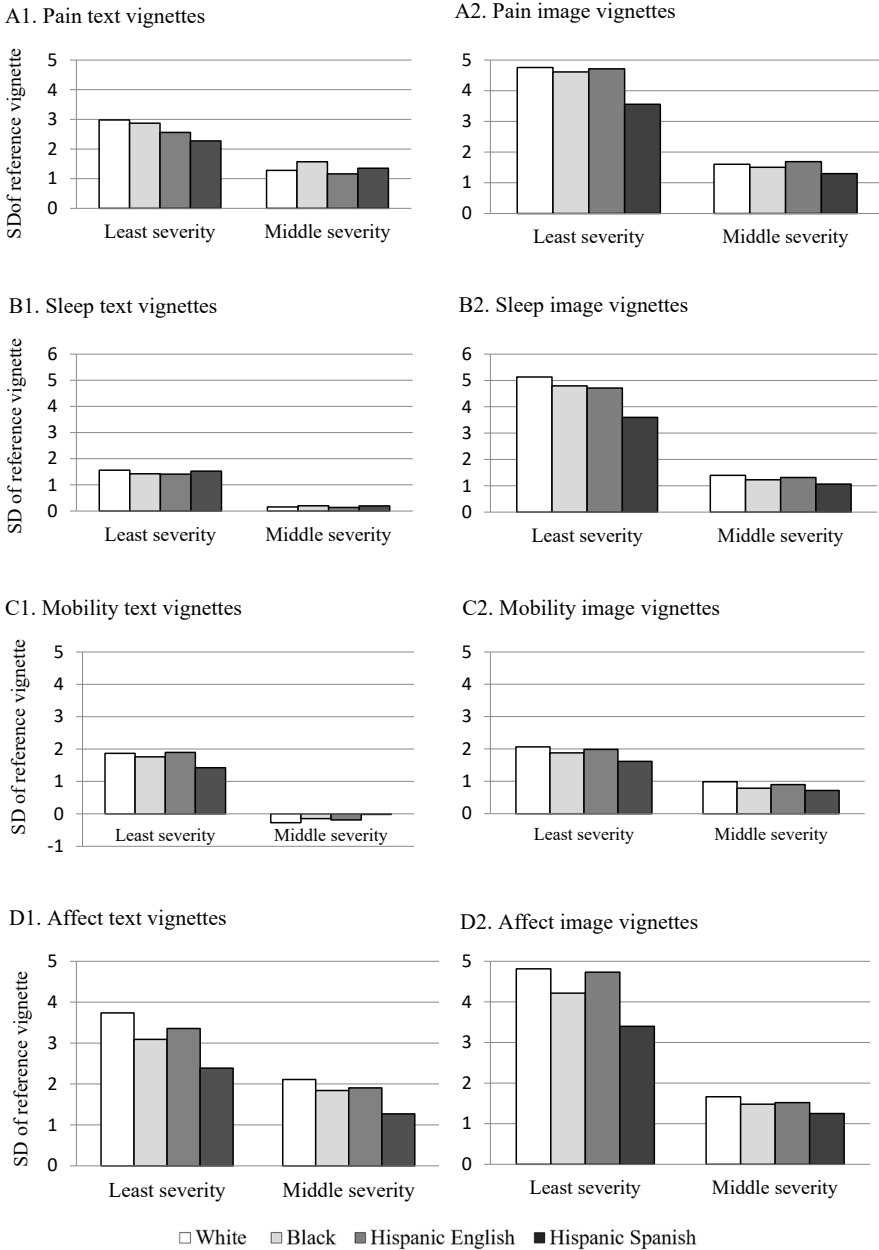 A1. Pain text vignettes
SDof reference vignette
5
4
3
2
1
0
Least severity Middle severity
A2. Pain image vignettes
5
4
3
2
1
0
Least severity Middle severity
B1. Sleep text vignettes
SD of reference vignette
6
5
4
3
2
1
0
Least severity Middle severity
B2. Sleep image vignettes
6
5
4
3
2
1
0
Least severity Middle severity
C1. Mobility text vignettes
SD of reference vignette
5
4
3
2
1
0
-1
Least severity Middle severity
C2. Mobility image vignettes
5
4
3
2
1
0
Least severity Middle severity
D1. Affect text vignettes
SD of reference vignette
5
4
3
2
1
0
Least severity Middle severity
D2. Affect image vignettes
5
4
3
2
1
0
Least severity Middle severity
White Black Hispanic English Hispanic Spanish